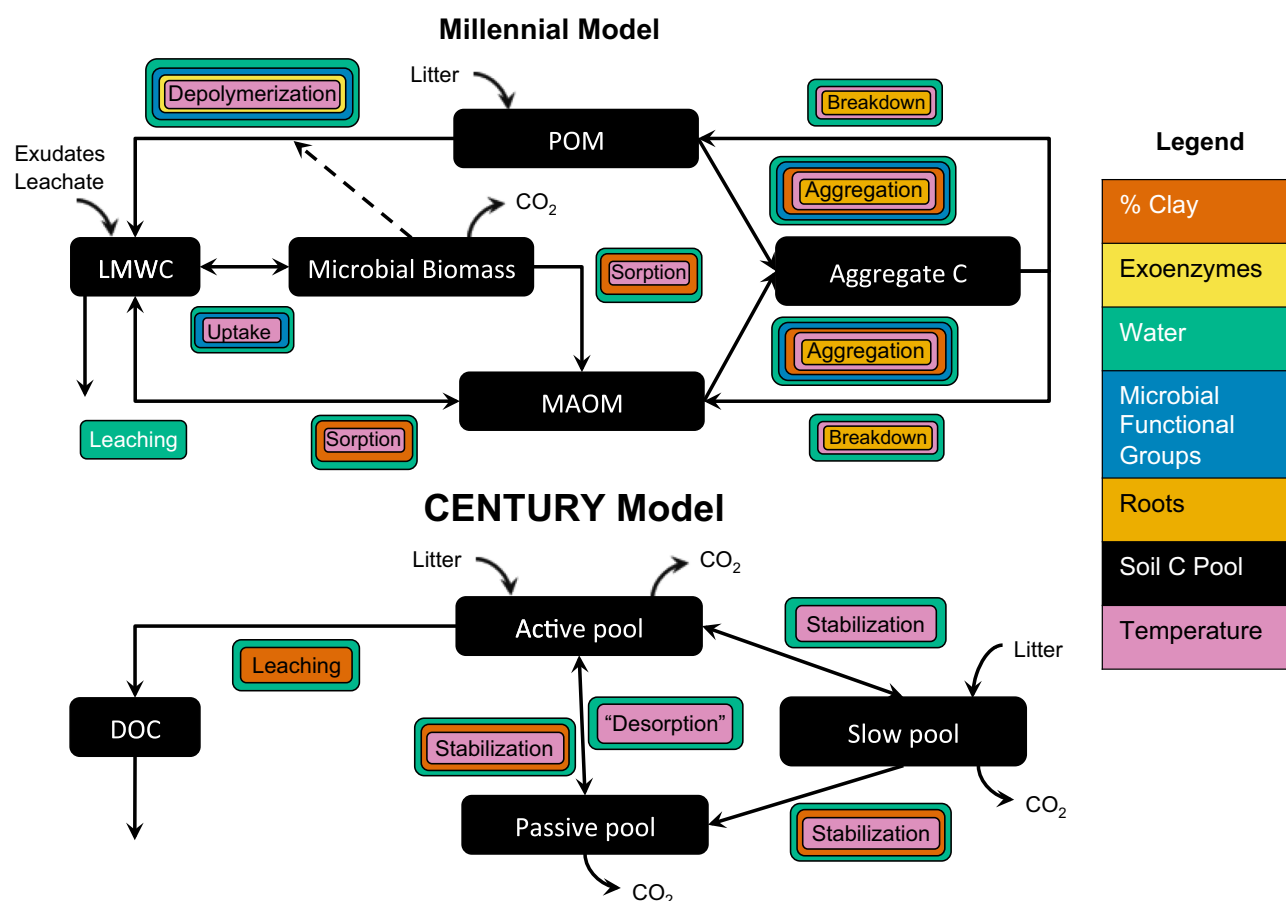 Millennial Model
Litter
Depolymerization
Breakdown
POM
Legend
Exudates
Leachate
Aggregation
% Clay
CO₂
LMWC
Microbial Biomass
Sorption
Aggregate C
Exoenzymes
Uptake
Water
Aggregation
MAOM
Microbial
Functional
Groups
Leaching
Sorption
Breakdown
Roots
CENTURY Model
Soil C Pool
Litter
CO₂
Active pool
Stabilization
Temperature
Leaching
Litter
DOC
Stabilization
“Desorption”
Slow pool
CO₂
Passive pool
Stabilization
CO₂